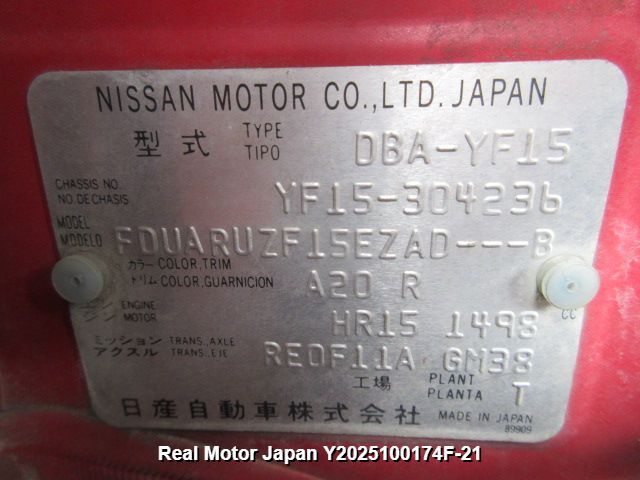 NISSAN MOTOR CO.,LTD. JAPAN
型式 TYPE TIPO DBA-YF15
CHASSIS NO. NO.DE CHASIS YF15-304236
MODEL MODELO FDUARUZF15EZAD---B
カラー COLOR,TRIM
トリム COLOR,GUARNICION A20 R
ENGINE MOTOR HR15 1498 CC
ミッション TRANS.,AXLE
アクスル TRANS.,EJE RE0F11A GM38
工場 PLANT PLANTA T
日産自動車株式会社 MADE IN JAPAN
89909
Real Motor Japan Y2025100174F-21